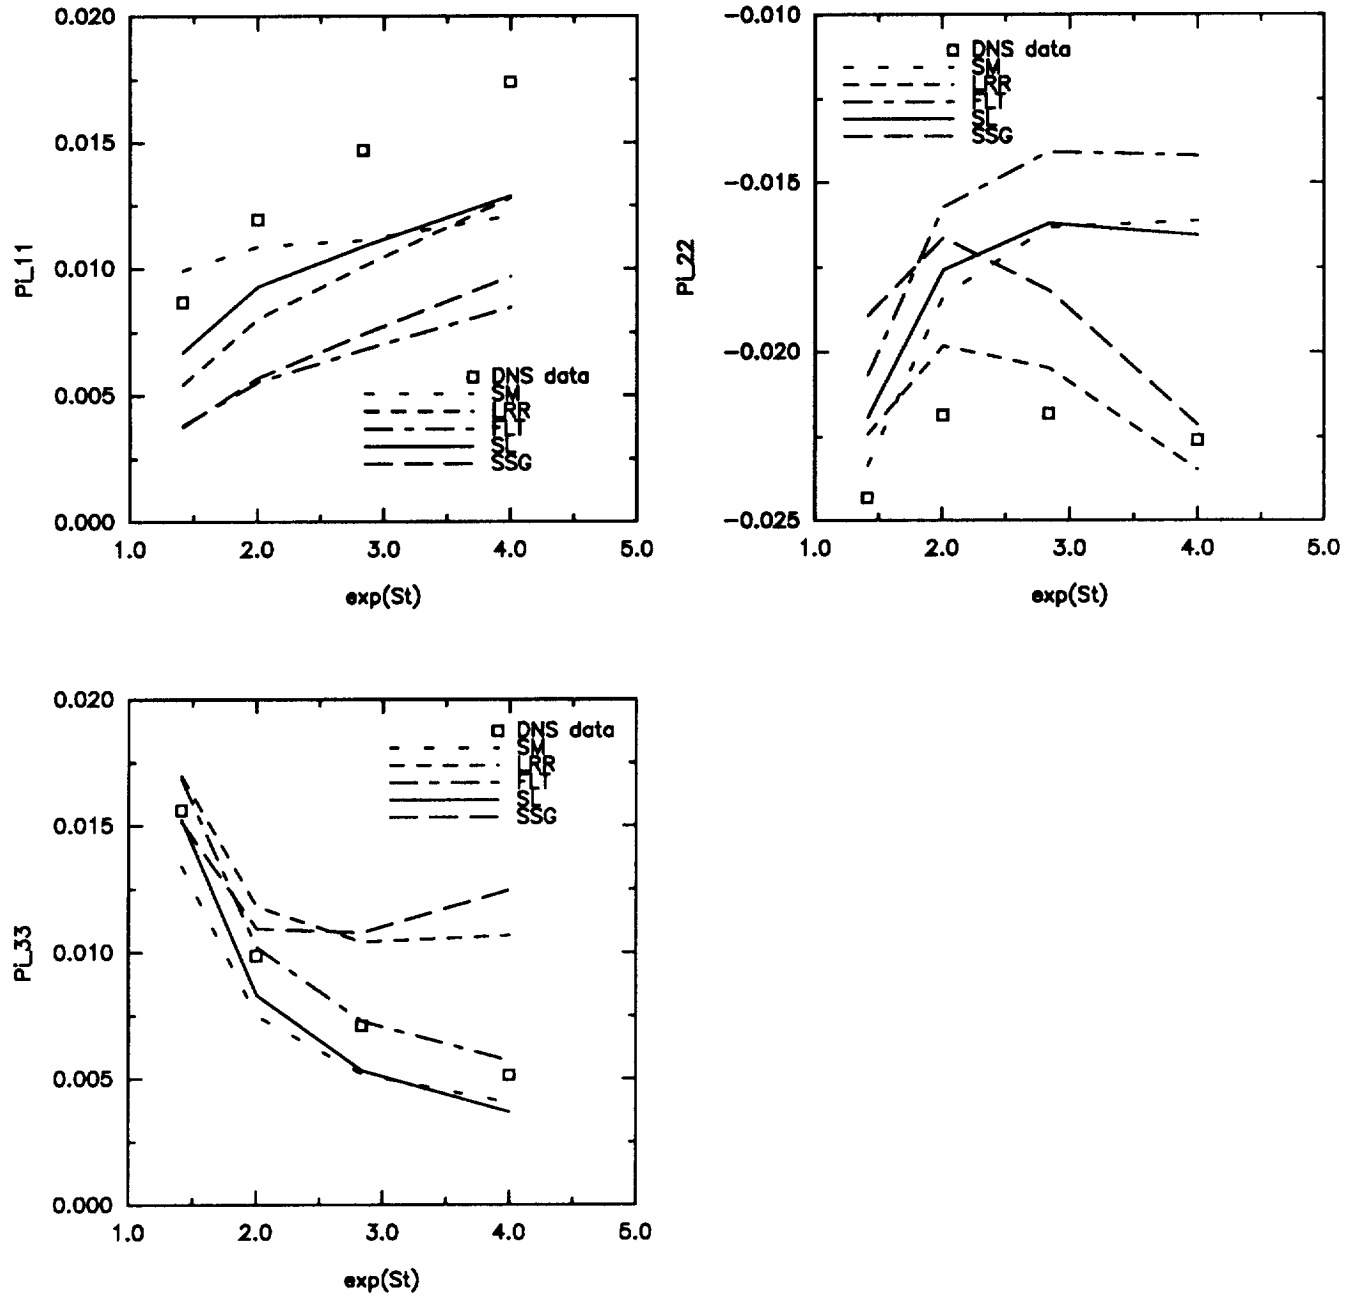 0.020
0.015
0.010
0.005
0.000
Pi_11
DNS data
SM
LRR
FLT
SL
SSG
1.0 2.0 3.0 4.0 5.0
exp(St)
-0.010
-0.015
-0.020
-0.025
Pi_22
DNS data
SM
LRR
FLT
SL
SSG
1.0 2.0 3.0 4.0 5.0
exp(St)
0.020
0.015
0.010
0.005
0.000
Pi_33
DNS data
SM
LRR
FLT
SL
SSG
1.0 2.0 3.0 4.0 5.0
exp(St)